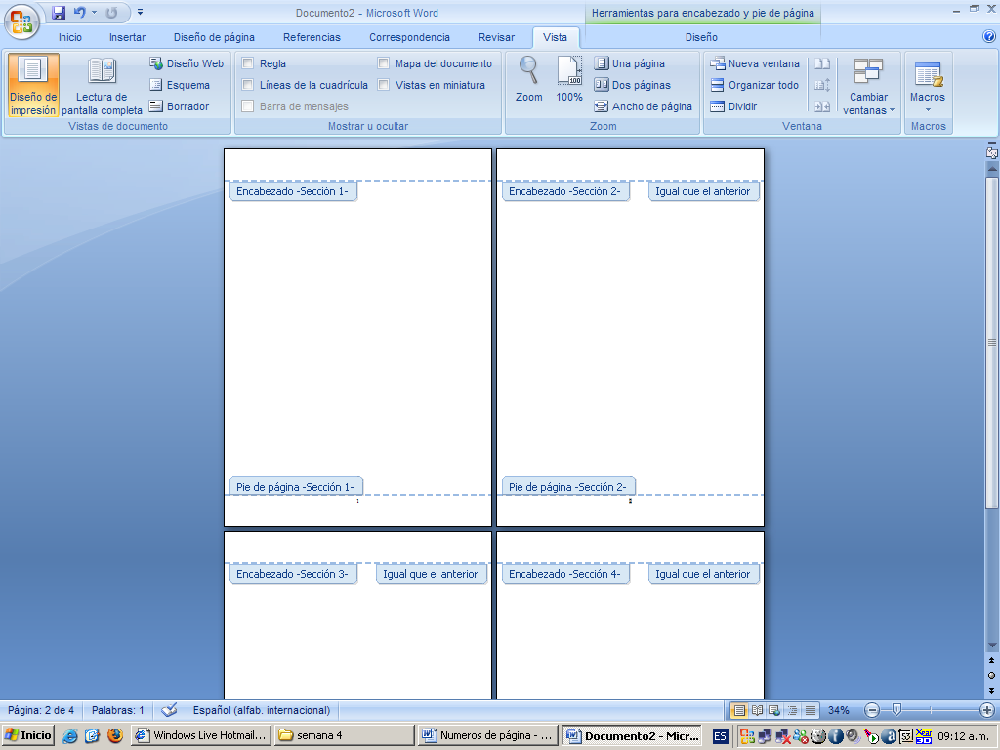 Documento2 - Microsoft Word
Herramientas para encabezado y pie de página
Inicio Insertar Diseño de página Referencias Correspondencia Revisar Vista Diseño
Diseño de impresión
Lectura de pantalla completa
Diseño Web
Esquema
Borrador
Vistas de documento
Regla
Líneas de la cuadrícula
Barra de mensajes
Mapa del documento
Vistas en miniatura
Mostrar u ocultar
Zoom
100%
Una página
Dos páginas
Ancho de página
Zoom
Nueva ventana
Organizar todo
Dividir
Cambiar ventanas
Ventana
Macros
Macros
Encabezado -Sección 1-
Encabezado -Sección 2- Igual que el anterior
Pie de página -Sección 1-
Pie de página -Sección 2-
Encabezado -Sección 3- Igual que el anterior
Encabezado -Sección 4- Igual que el anterior
Página: 2 de 4 Palabras: 1 Español (alfab. internacional) 34%
Inicio Windows Live Hotmail... semana 4 Numeros de página - ... Documento2 - Micr... ES 09:12 a.m.